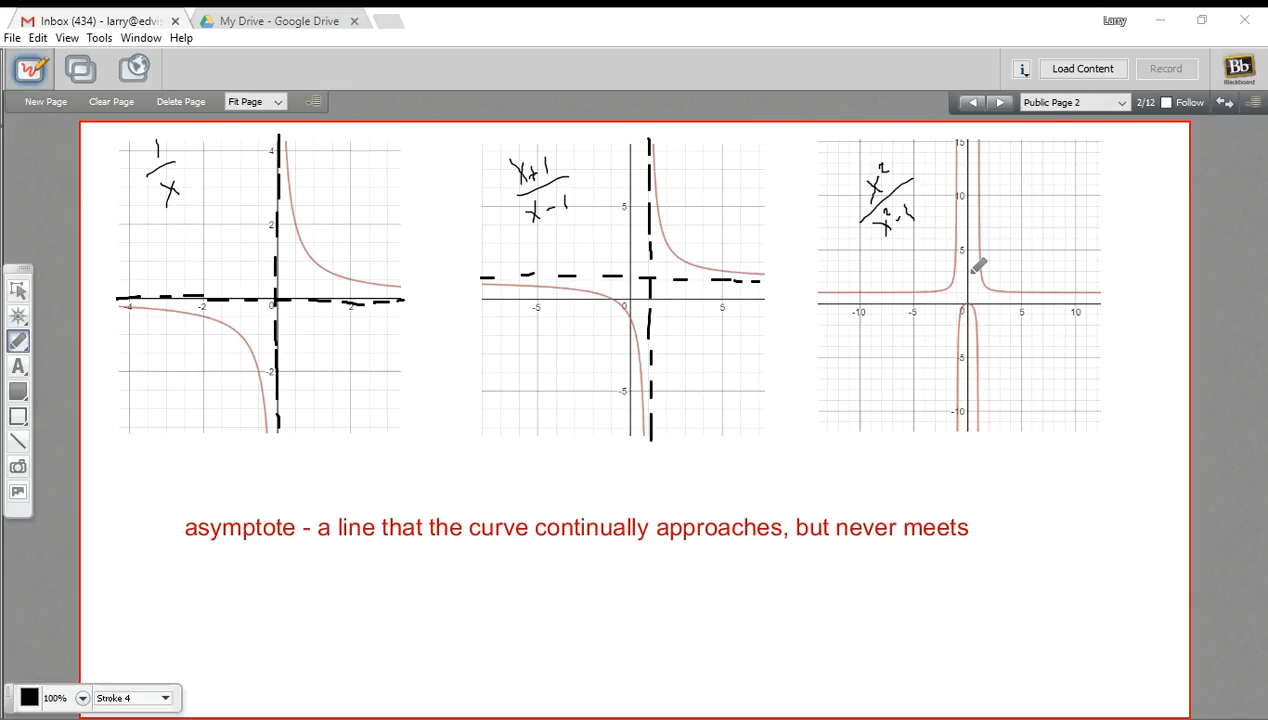 Inbox (434) - larry@edvis
My Drive - Google Drive
Larry
File Edit View Tools Window Help
Load Content
Record
Bb
Blackboard
New Page Clear Page Delete Page Fit Page
Public Page 2
2/12 Follow
1
x
4
2
-4 -2 0 2
-2
x+1
x-1
5
-5 0 5
-5
x²
x²-1
15
10
5
-10 -5 0 5 10
-5
-10
asymptote - a line that the curve continually approaches, but never meets
A
100% Stroke 4